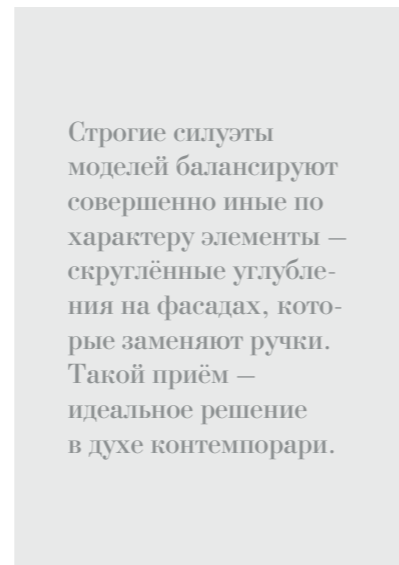 Строгие силуэты
моделей балансируют
совершенно иные по
характеру элементы —
скруглённые углубле-
ния на фасадах, кото-
рые заменяют ручки.
Такой приём —
идеальное решение
в духе контемпорари.